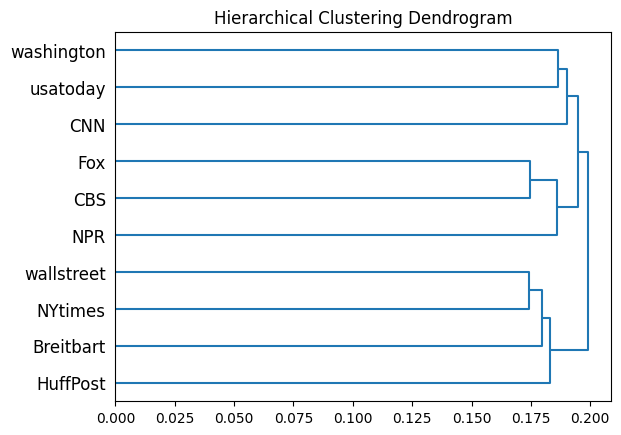 Hierarchical Clustering Dendrogram
washington
usatoday
CNN
Fox
CBS
NPR
wallstreet
NYtimes
Breitbart
HuffPost
0.000 0.025 0.050 0.075 0.100 0.125 0.150 0.175 0.200